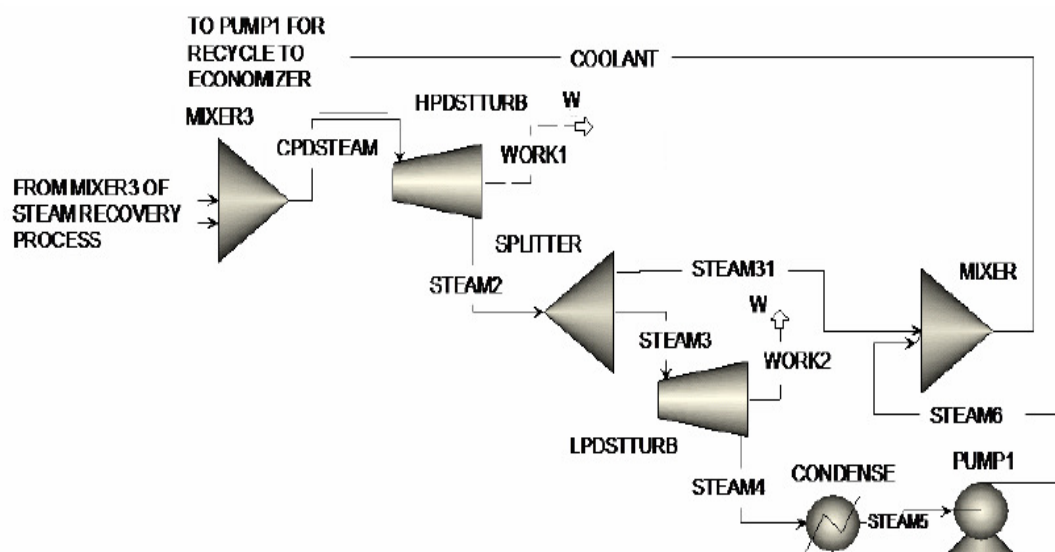 TO PUMP1 FOR
RECYCLE TO
ECONOMIZER
COOLANT
MIXER3
HPDSTTURB
W
CPDSTEAM
WORK1
FROM MIXER3 OF
STEAM RECOVERY
PROCESS
SPLITTER
STEAM2
STEAM31
MIXER
W
STEAM3
WORK2
STEAM6
LPDSTTURB
STEAM4
CONDENSE
PUMP1
STEAM5